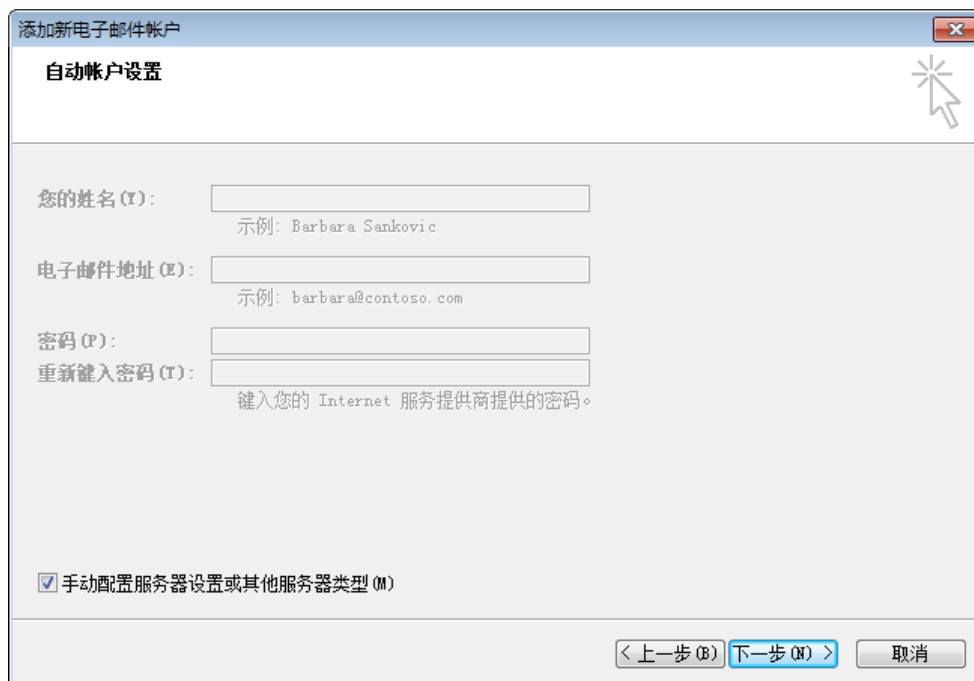 添加新电子邮件帐户
自动帐户设置
您的姓名(Y):
示例: Barbara Sankovic
电子邮件地址(E):
示例: barbara@contoso.com
密码(P):
重新键入密码(T):
键入您的 Internet 服务提供商提供的密码。
手动配置服务器设置或其他服务器类型(M)
< 上一步(B) 下一步(N) > 取消